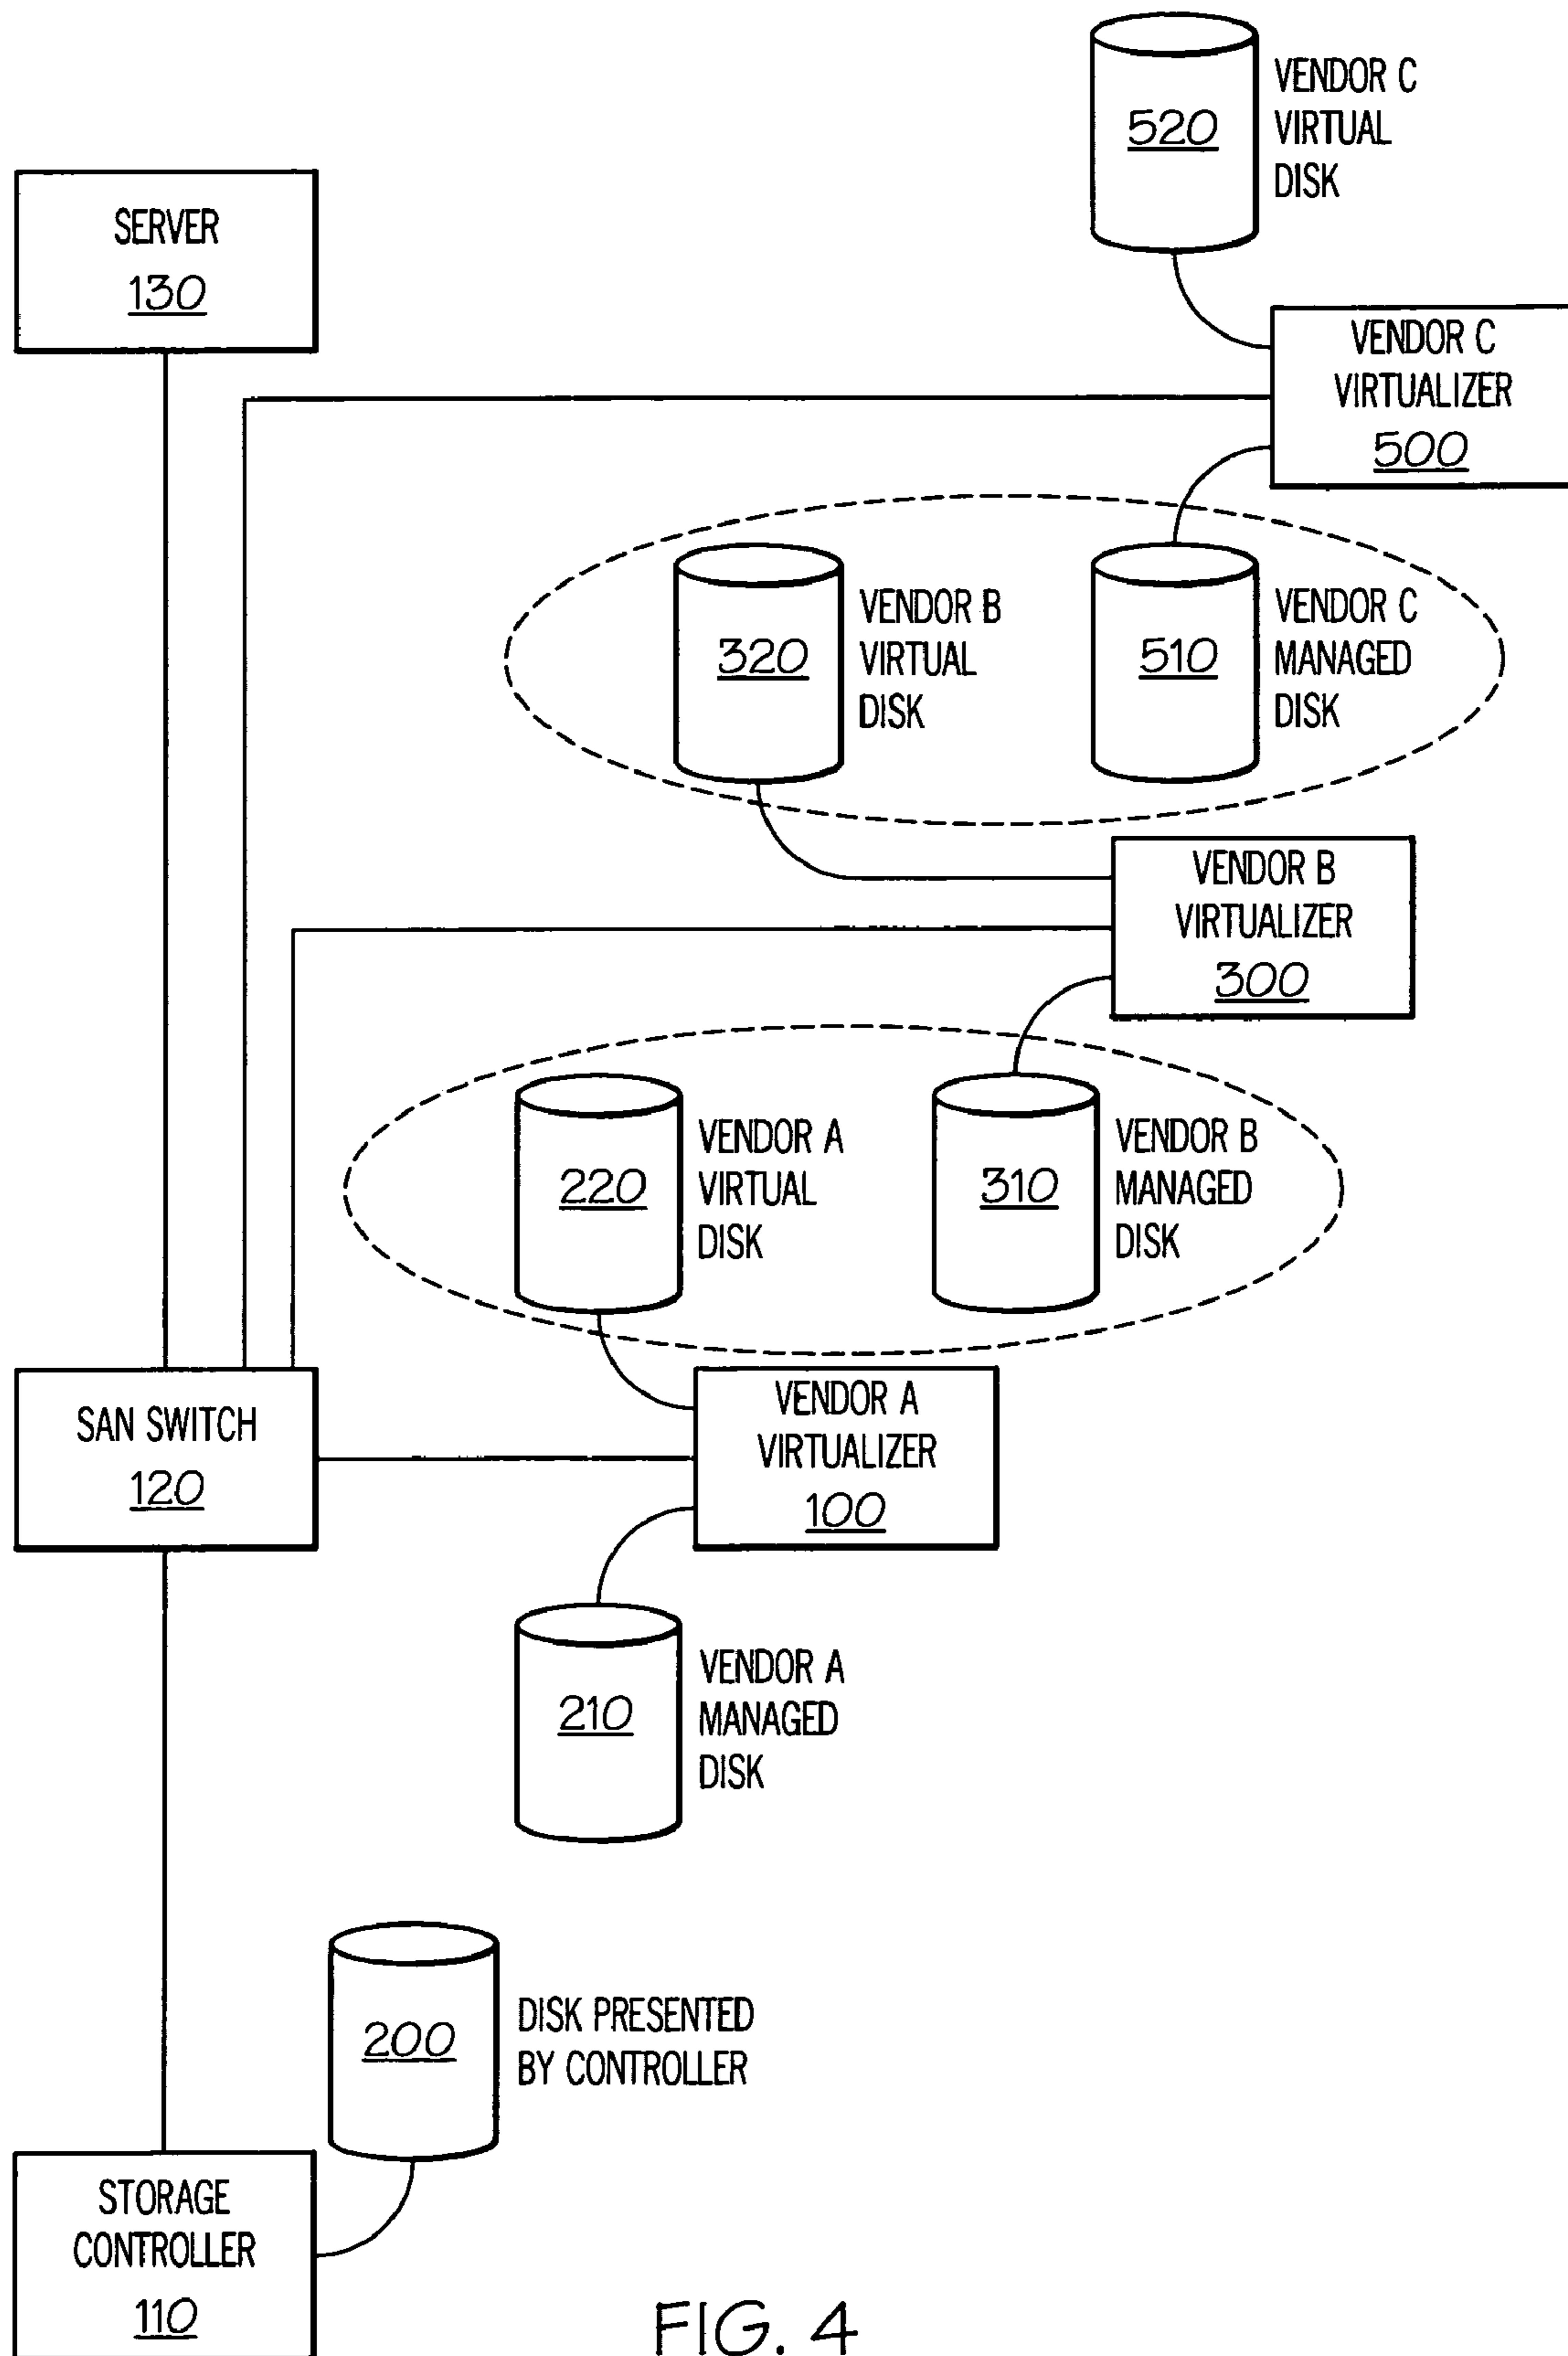 VENDOR C
VIRTUAL
DISK
520
SERVER
130
VENDOR C
VIRTUALIZER
500
320
VENDOR B
VIRTUAL
DISK
510
VENDOR C
MANAGED
DISK
VENDOR B
VIRTUALIZER
300
220
VENDOR A
VIRTUAL
DISK
310
VENDOR B
MANAGED
DISK
SAN SWITCH
120
VENDOR A
VIRTUALIZER
100
210
VENDOR A
MANAGED
DISK
200
DISK PRESENTED
BY CONTROLLER
STORAGE
CONTROLLER
110
FIG. 4